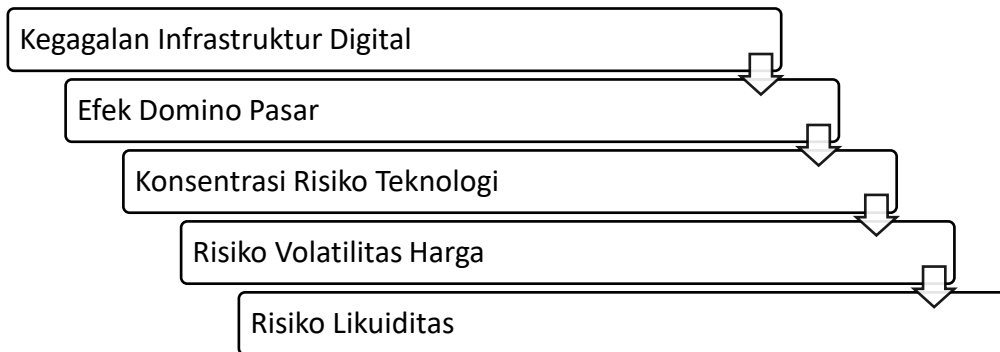 Kegagalan Infrastruktur Digital
Efek Domino Pasar
Konsentrasi Risiko Teknologi
Risiko Volatilitas Harga
Risiko Likuiditas